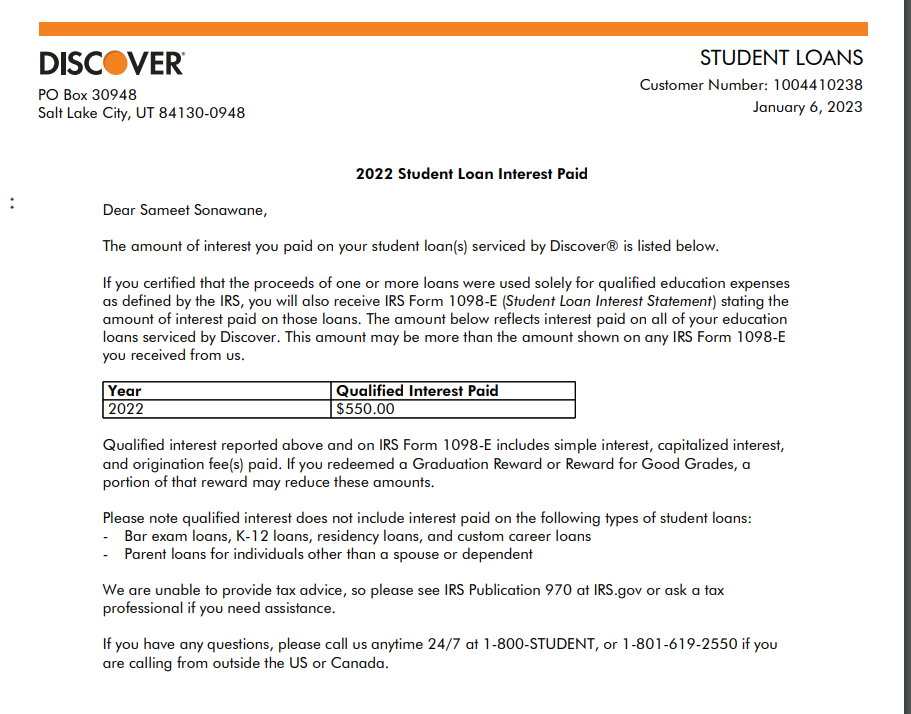 DISCOVER®
PO Box 30948
Salt Lake City, UT 84130-0948
STUDENT LOANS
Customer Number: 1004410238
January 6, 2023
2022 Student Loan Interest Paid
:
Dear Sameet Sonawane,
The amount of interest you paid on your student loan(s) serviced by Discover® is listed below.
If you certified that the proceeds of one or more loans were used solely for qualified education expenses
as defined by the IRS, you will also receive IRS Form 1098-E (Student Loan Interest Statement) stating the
amount of interest paid on those loans. The amount below reflects interest paid on all of your education
loans serviced by Discover. This amount may be more than the amount shown on any IRS Form 1098-E
you received from us.
Year Qualified Interest Paid
2022 $550.00
Qualified interest reported above and on IRS Form 1098-E includes simple interest, capitalized interest,
and origination fee(s) paid. If you redeemed a Graduation Reward or Reward for Good Grades, a
portion of that reward may reduce these amounts.
Please note qualified interest does not include interest paid on the following types of student loans:
- Bar exam loans, K-12 loans, residency loans, and custom career loans
- Parent loans for individuals other than a spouse or dependent
We are unable to provide tax advice, so please see IRS Publication 970 at IRS.gov or ask a tax
professional if you need assistance.
If you have any questions, please call us anytime 24/7 at 1-800-STUDENT, or 1-801-619-2550 if you
are calling from outside the US or Canada.